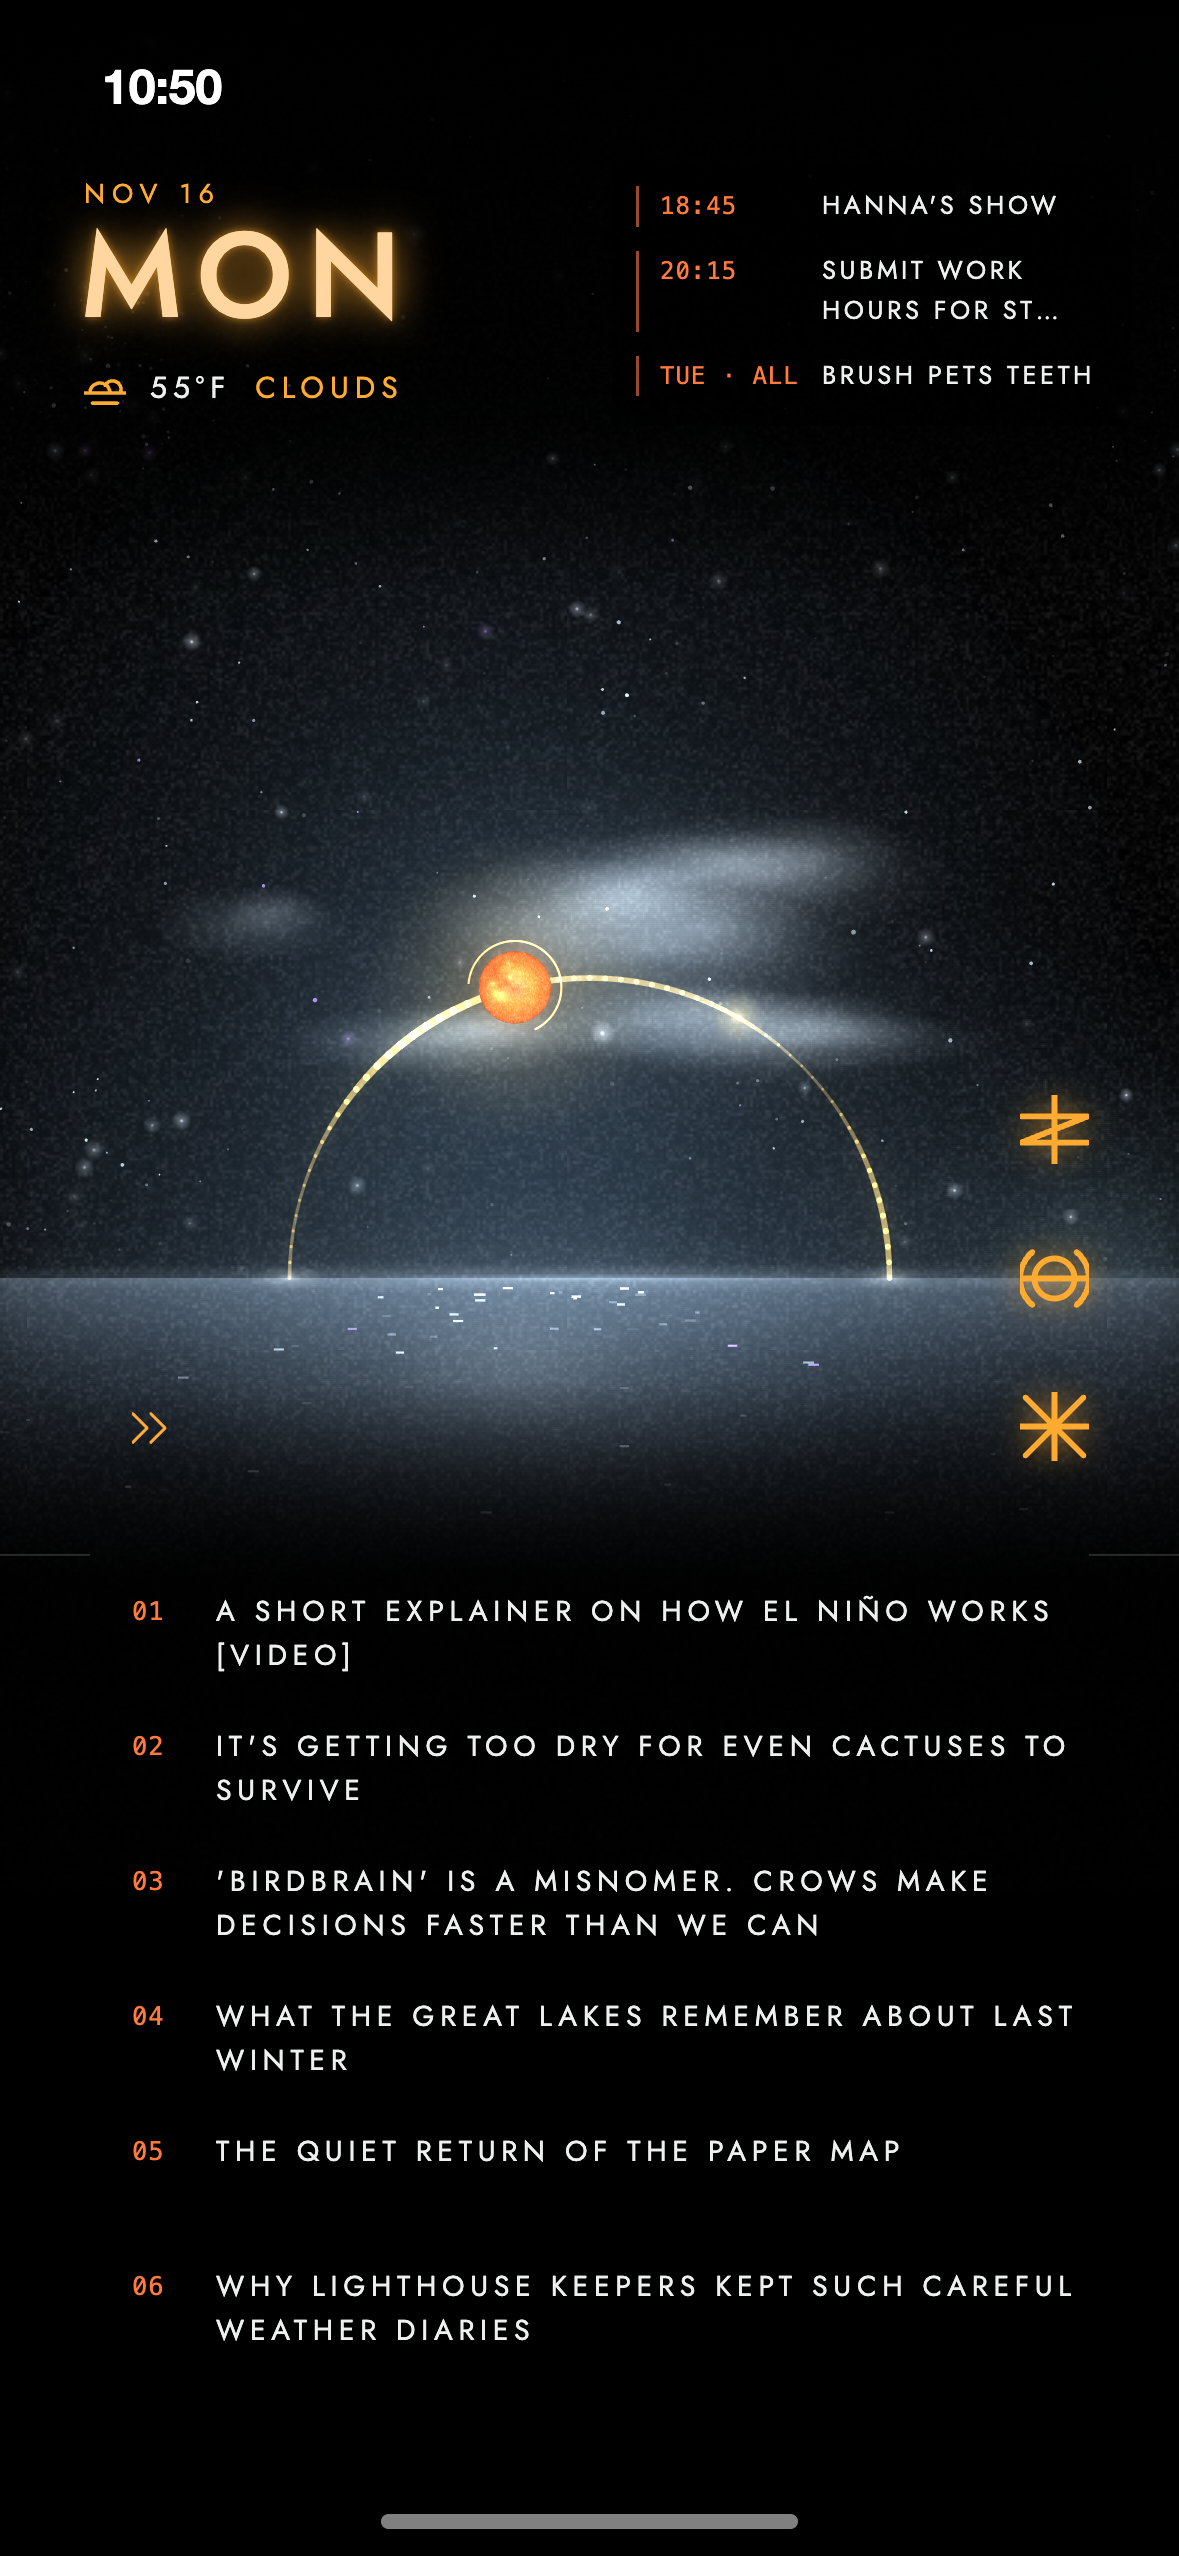 10:50
NOV 16
MON
55°F CLOUDS
18:45 HANNA'S SHOW
20:15 SUBMIT WORK
HOURS FOR ST...
TUE · ALL BRUSH PETS TEETH
01 A SHORT EXPLAINER ON HOW EL NIÑO WORKS
[VIDEO]
02 IT'S GETTING TOO DRY FOR EVEN CACTUSES TO
SURVIVE
03 'BIRDBRAIN' IS A MISNOMER. CROWS MAKE
DECISIONS FASTER THAN WE CAN
04 WHAT THE GREAT LAKES REMEMBER ABOUT LAST
WINTER
05 THE QUIET RETURN OF THE PAPER MAP
06 WHY LIGHTHOUSE KEEPERS KEPT SUCH CAREFUL
WEATHER DIARIES